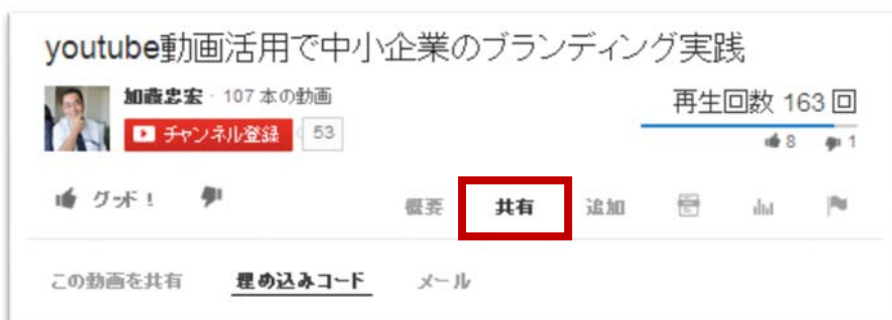 youtube動画活用で中小企業のブランディング実践
加藤忠宏 · 107 本の動画
再生回数 163 回
チャンネル登録 53
8 1
グッド!
概要 共有 追加
この動画を共有 埋め込みコード メール